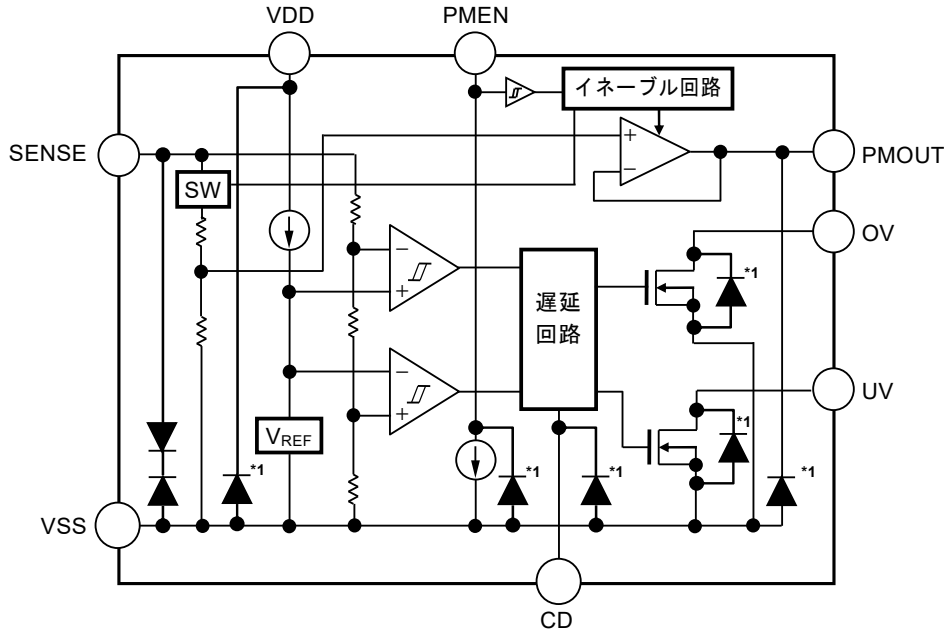 VDD
PMEN
イネーブル回路
SENSE
+
−
PMOUT
SW
OV
−
+
*1
遅延
回路
−
+
UV
VREF
*1
*1
*1
*1
*1
VSS
CD